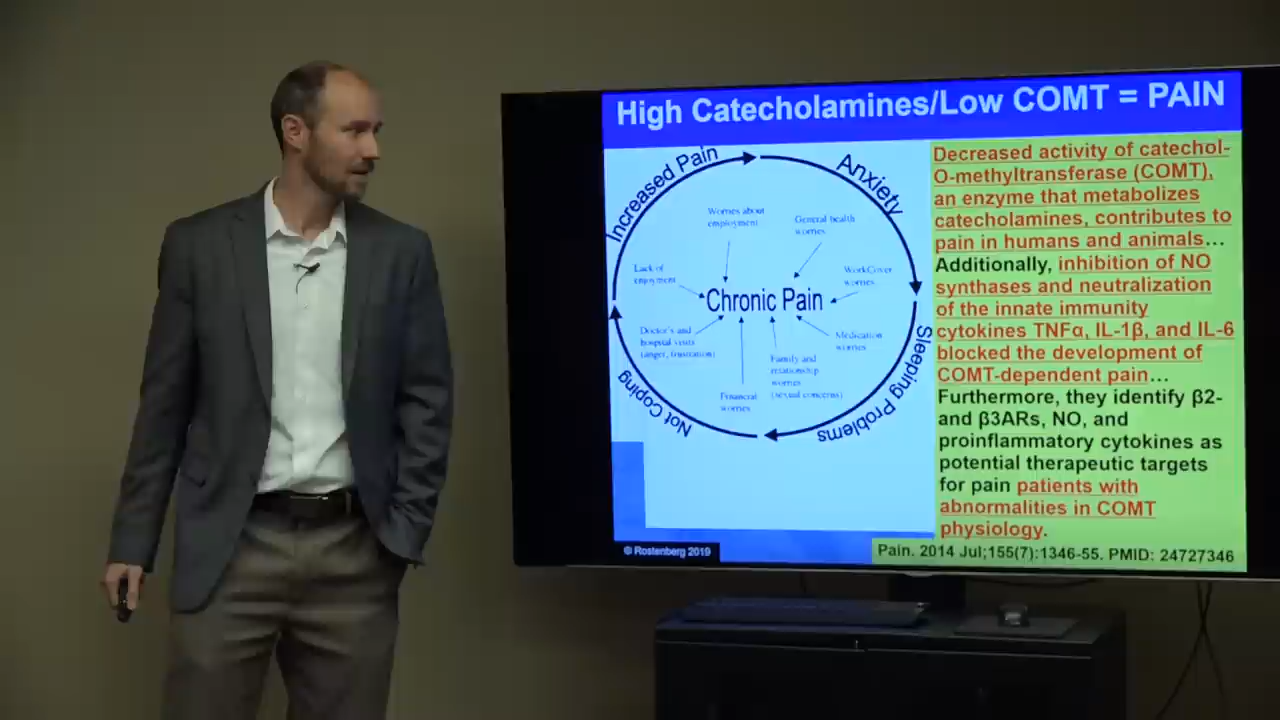 High Catecholamines/Low COMT = PAIN
Increased Pain
Anxiety
Sleeping Problems
Not Coping
Worries about
employment
General health
worries
Lack of
enjoyment
WorkCover
worries
Chronic Pain
Doctor's and
hospital visits
(anger, frustration)
Medication
worries
Family and
relationship
worries
(sexual concerns)
Financial
worries
Decreased activity of catechol-
O-methyltransferase (COMT),
an enzyme that metabolizes
catecholamines, contributes to
pain in humans and animals…
Additionally, inhibition of NO
synthases and neutralization
of the innate immunity
cytokines TNFα, IL-1β, and IL-6
blocked the development of
COMT-dependent pain…
Furthermore, they identify β2-
and β3ARs, NO, and
proinflammatory cytokines as
potential therapeutic targets
for pain patients with
abnormalities in COMT
physiology.
© Rostenberg 2019
Pain. 2014 Jul;155(7):1346-55. PMID: 24727346